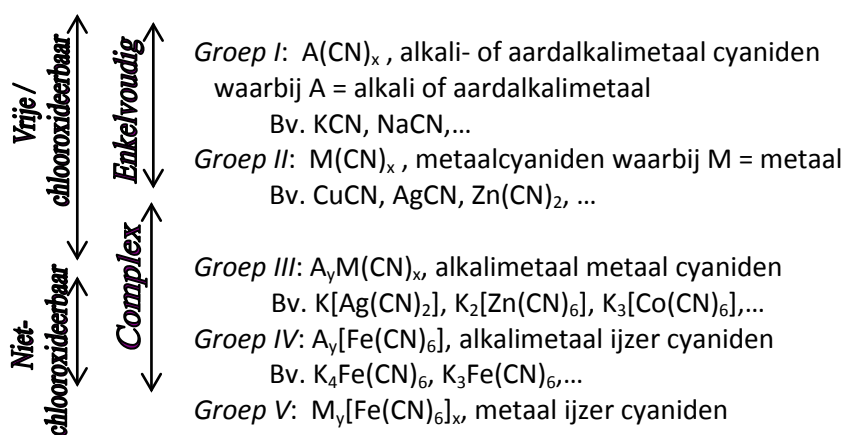 Vrije /
chlooroxideerbaar
Enkelvoudig
Groep I: A(CN)x , alkali- of aardalkalimetaal cyaniden
waarbij A = alkali of aardalkalimetaal
Bv. KCN, NaCN,...
Groep II: M(CN)x , metaalcyaniden waarbij M = metaal
Bv. CuCN, AgCN, Zn(CN)2, ...
Niet-
chlooroxideerbaar
Complex
Groep III: AyM(CN)x, alkalimetaal metaal cyaniden
Bv. K[Ag(CN)2], K2[Zn(CN)6], K3[Co(CN)6],...
Groep IV: Ay[Fe(CN)6], alkalimetaal ijzer cyaniden
Bv. K4Fe(CN)6, K3Fe(CN)6,...
Groep V: My[Fe(CN)6]x, metaal ijzer cyaniden